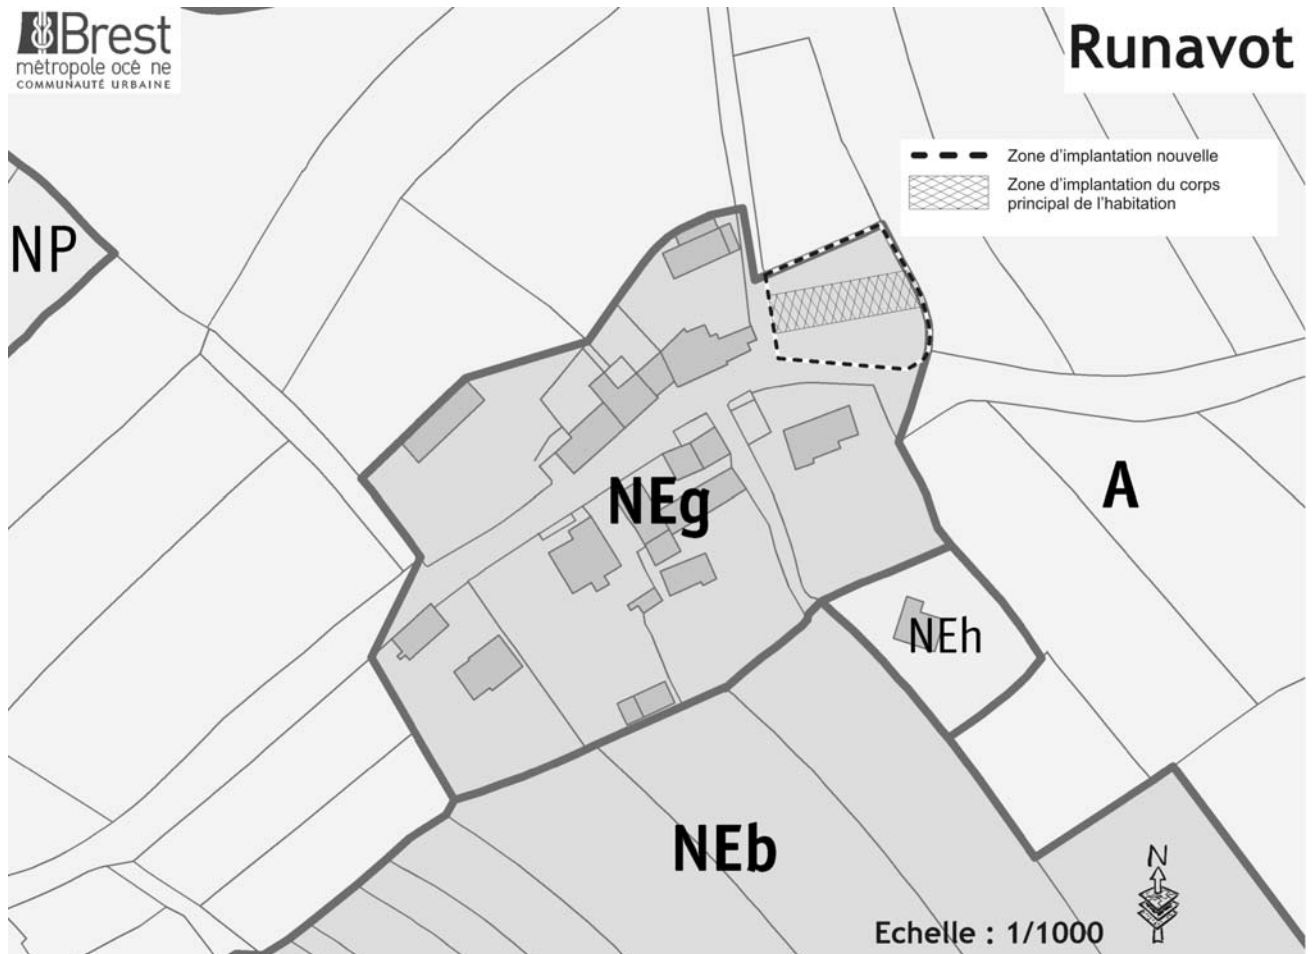 Brest
métropole océ ne
COMMUNAUTÉ URBAINE
Runavot
Zone d'implantation nouvelle
Zone d'implantation du corps
principal de l'habitation
NP
NEg
A
NEh
NEb
N
Echelle : 1/1000